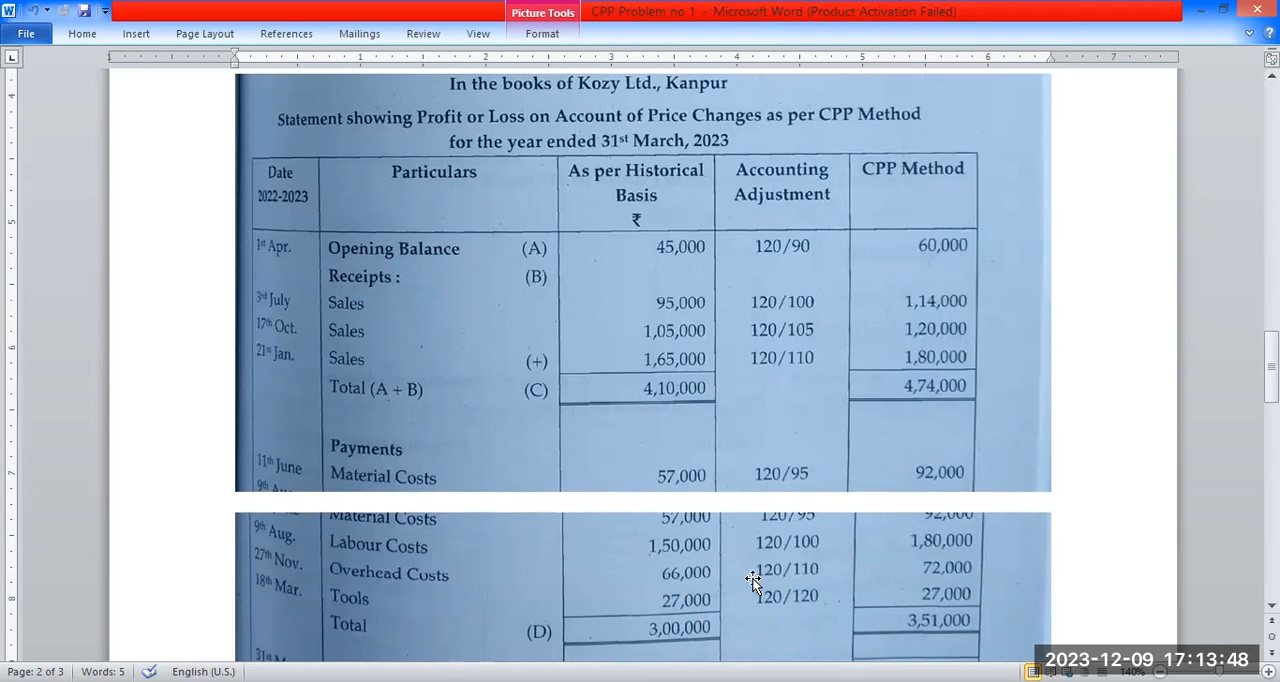 Picture Tools
CPP Problem no 1 - Microsoft Word (Product Activation Failed)
File Home Insert Page Layout References Mailings Review View Format
1 1 2 3 4 5 6 7
In the books of Kozy Ltd., Kanpur
Statement showing Profit or Loss on Account of Price Changes as per CPP Method
for the year ended 31st March, 2023
Date 2022-2023 Particulars As per Historical Basis ₹ Accounting Adjustment CPP Method
1st Apr. Opening Balance (A) 45,000 120/90 60,000
Receipts : (B)
3rd July Sales 95,000 120/100 1,14,000
17th Oct. Sales 1,05,000 120/105 1,20,000
21st Jan. Sales (+) 1,65,000 120/110 1,80,000
Total (A + B) (C) 4,10,000 4,74,000
Payments
11th June Material Costs 57,000 120/95 92,000
Material Costs 57,000 120/95 92,000
9th Aug. Labour Costs 1,50,000 120/100 1,80,000
27th Nov. Overhead Costs 66,000 120/110 72,000
18th Mar. Tools 27,000 120/120 27,000
Total (D) 3,00,000 3,51,000
2023-12-09 17:13:48
Page: 2 of 3 Words: 5 English (U.S.) 140%